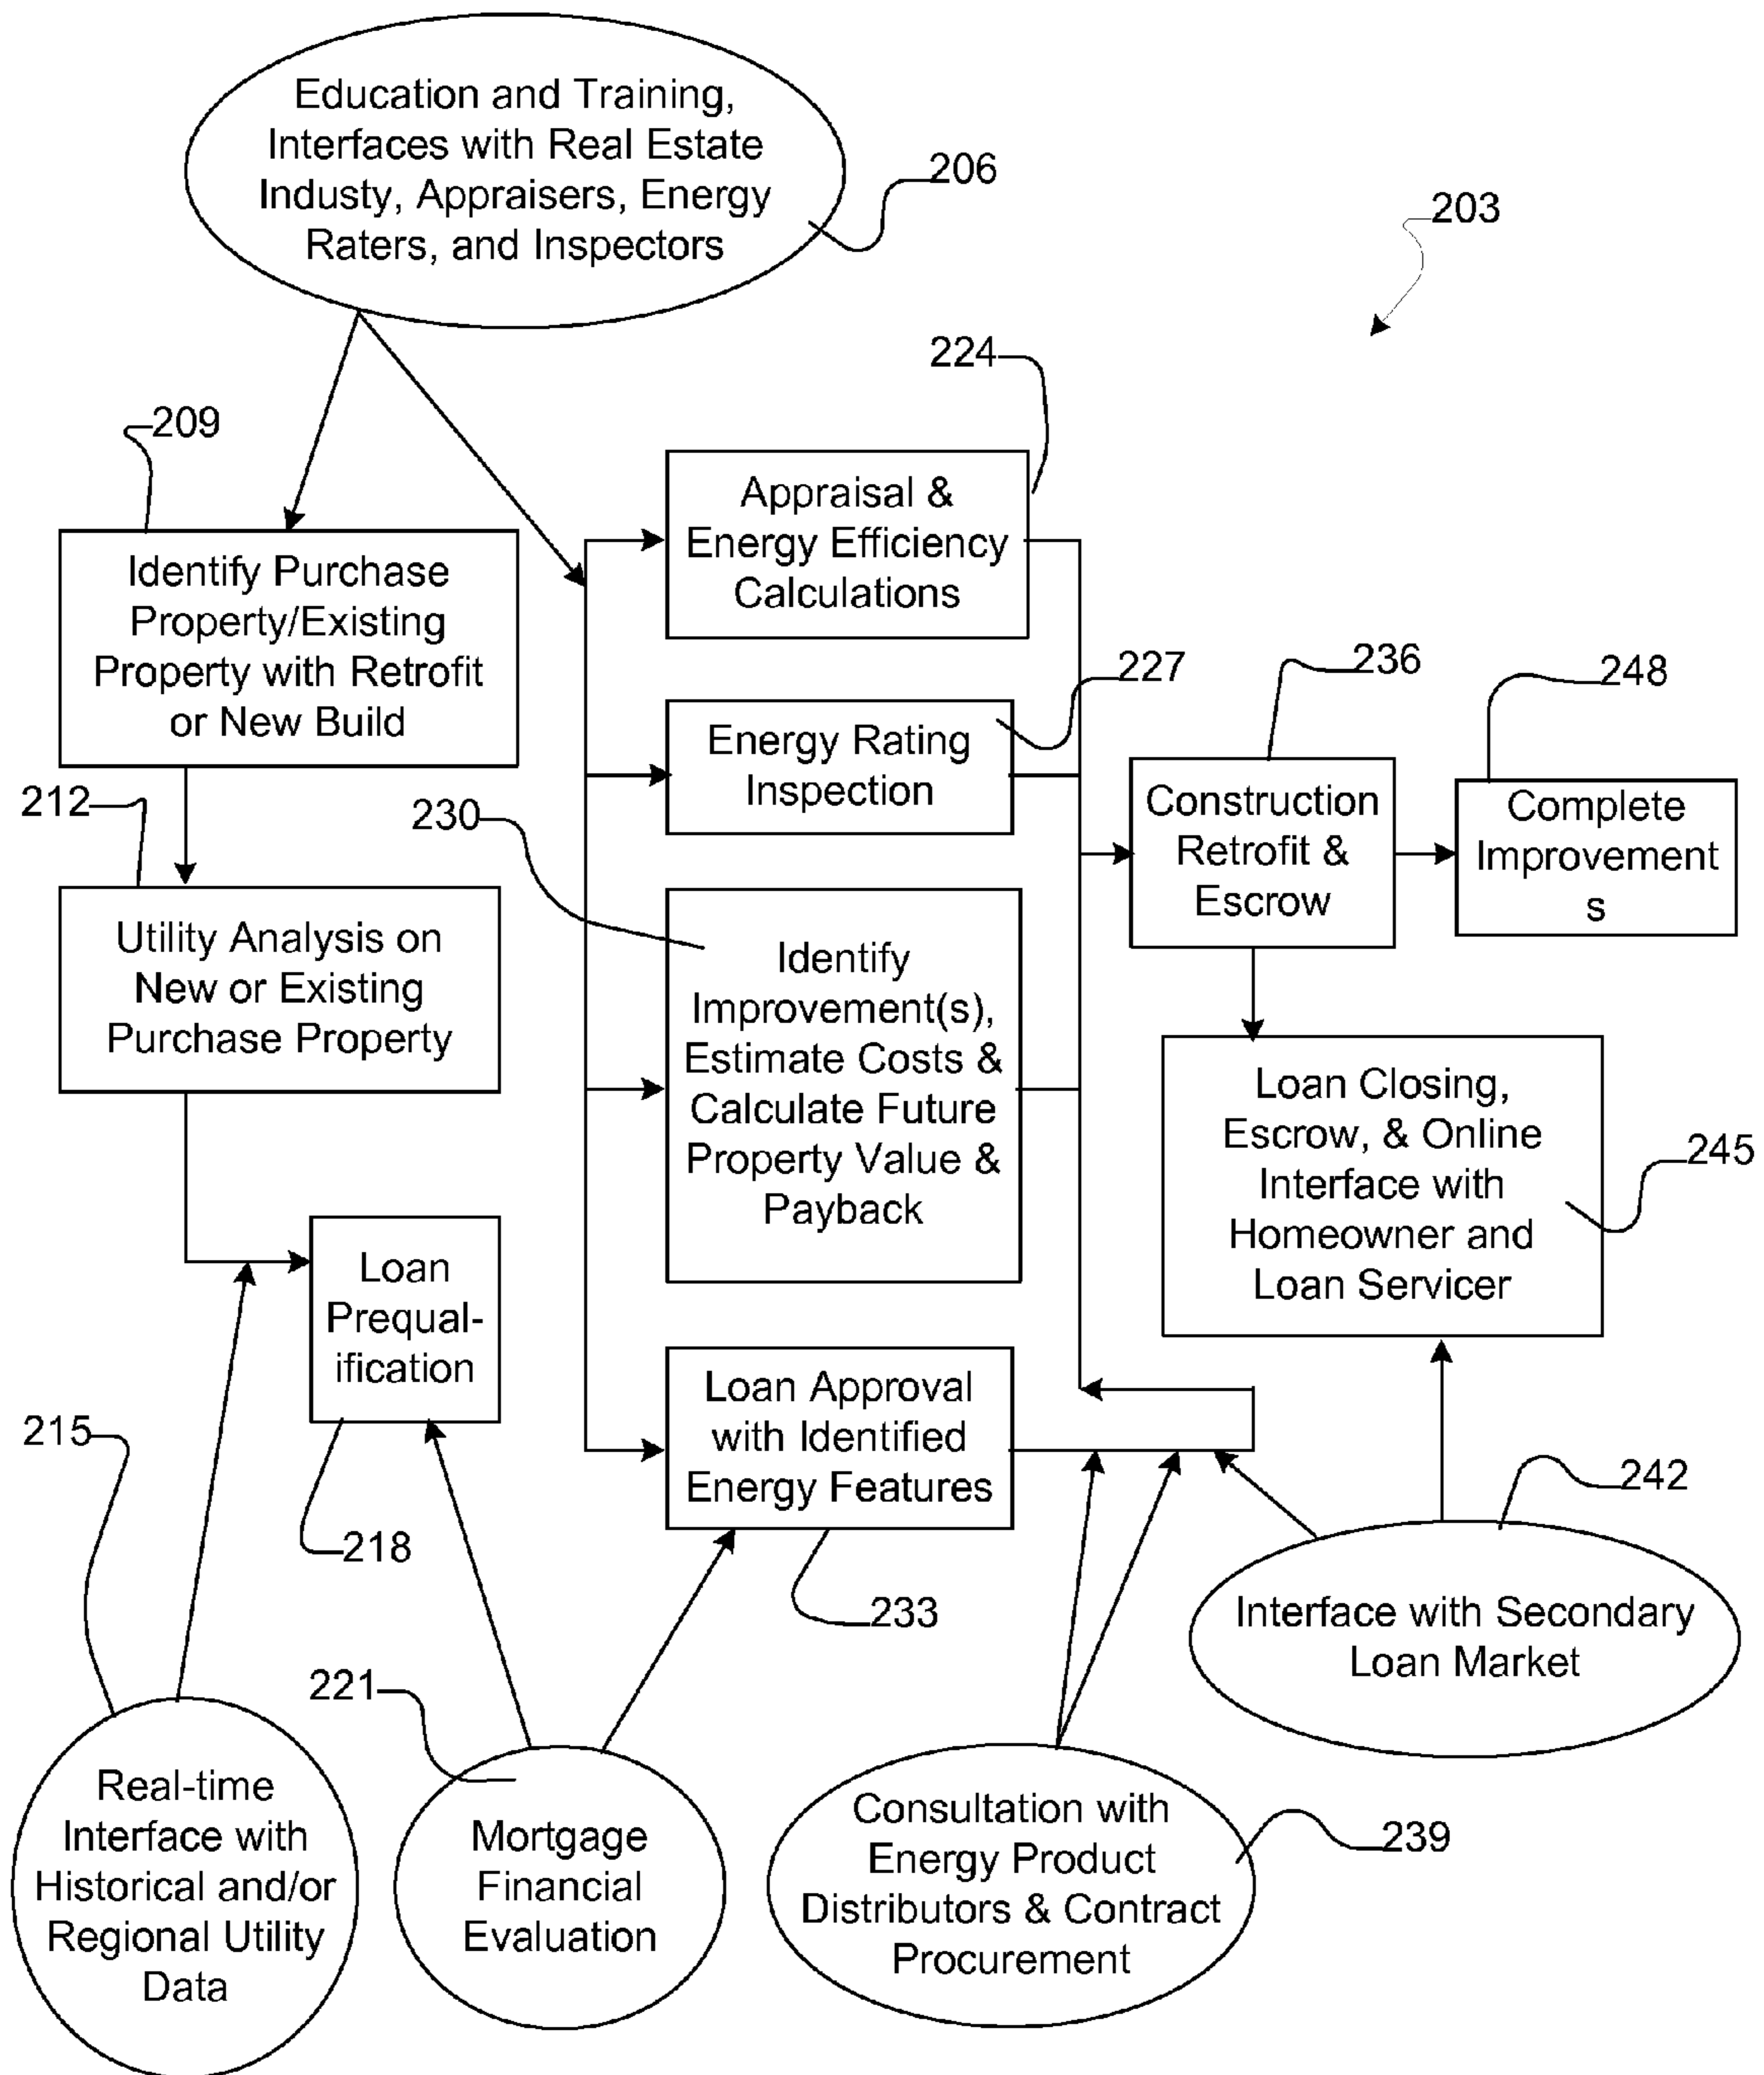 Education and Training,
Interfaces with Real Estate
Industy, Appraisers, Energy
Raters, and Inspectors
206
203
224
209
Appraisal &
Energy Efficiency
Calculations
Identify Purchase
Property/Existing
Property with Retrofit
or New Build
227
236
248
Energy Rating
Inspection
212
230
Construction
Retrofit &
Escrow
Complete
Improvement
s
Utility Analysis on
New or Existing
Purchase Property
Identify
Improvement(s),
Estimate Costs &
Calculate Future
Property Value &
Payback
Loan Closing,
Escrow, & Online
Interface with
Homeowner and
Loan Servicer
245
Loan
Prequal-
ification
Loan Approval
with Identified
Energy Features
215
218
233
242
Interface with Secondary
Loan Market
221
Real-time
Interface with
Historical and/or
Regional Utility
Data
Mortgage
Financial
Evaluation
Consultation with
Energy Product
Distributors & Contract
Procurement
239